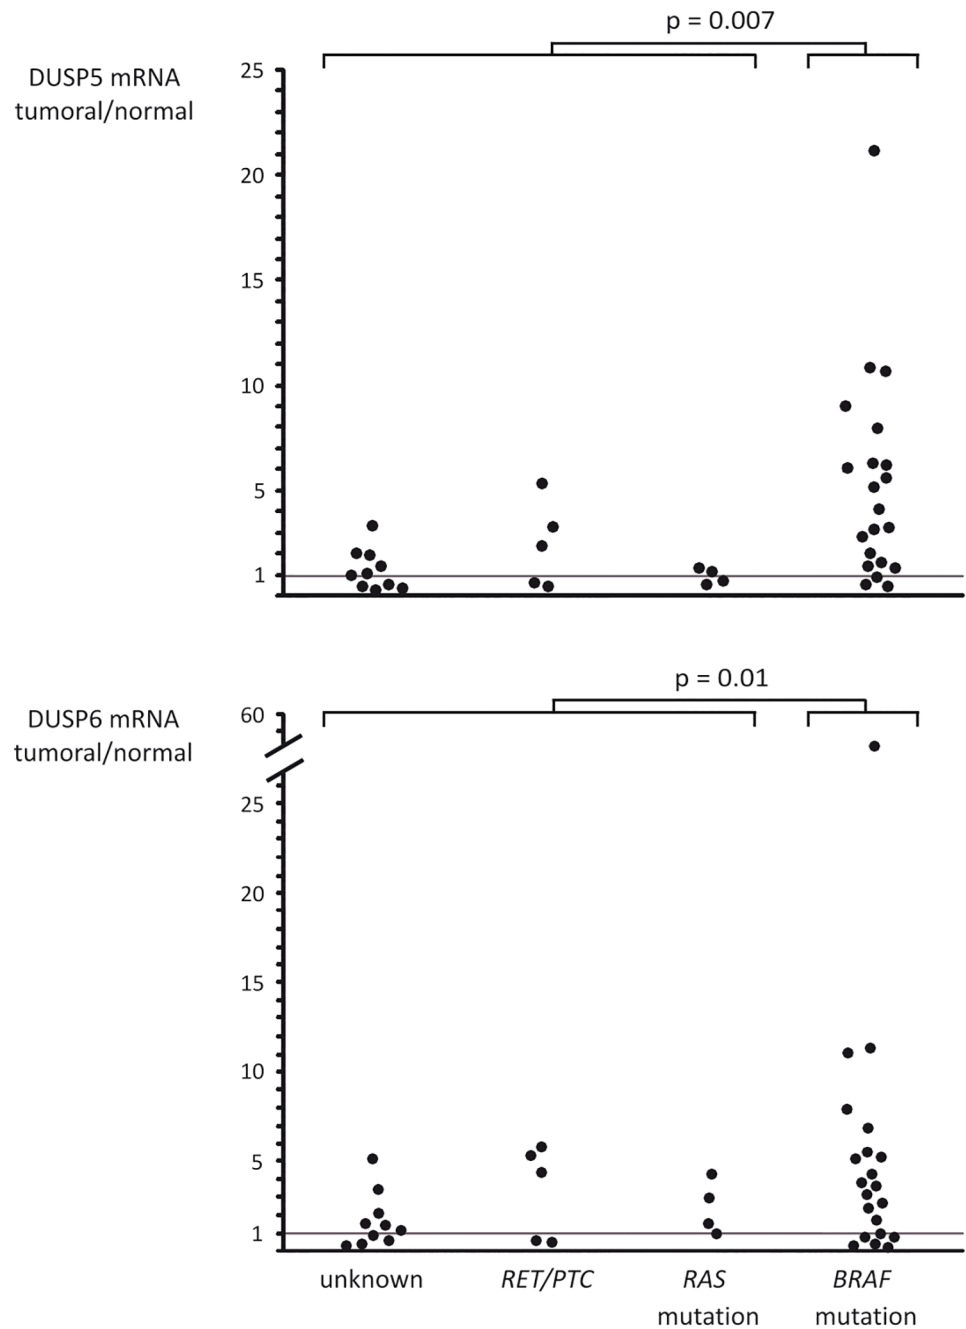 p = 0.007
DUSP5 mRNA
tumoral/normal
25
20
15
10
5
1
p = 0.01
DUSP6 mRNA
tumoral/normal
60
25
20
15
10
5
1
unknown RET/PTC RAS BRAF
mutation mutation